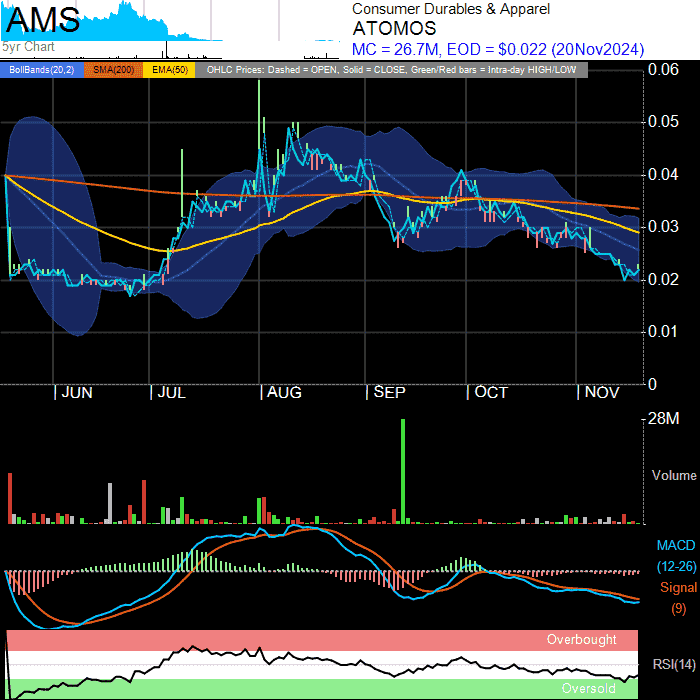 AMS
5yr Chart
Consumer Durables & Apparel
ATOMOS
MC = 26.7M, EOD = $0.022 (20Nov2024)
BollBands(20,2) SMA(200) EMA(50) OHLC Prices: Dashed = OPEN, Solid = CLOSE, Green/Red bars = Intra-day HIGH/LOW
0.06
0.05
0.04
0.03
0.02
0.01
0
| JUN | JUL | AUG | SEP | OCT | NOV
28M
Volume
MACD
(12-26)
Signal
(9)
Overbought
RSI(14)
Oversold